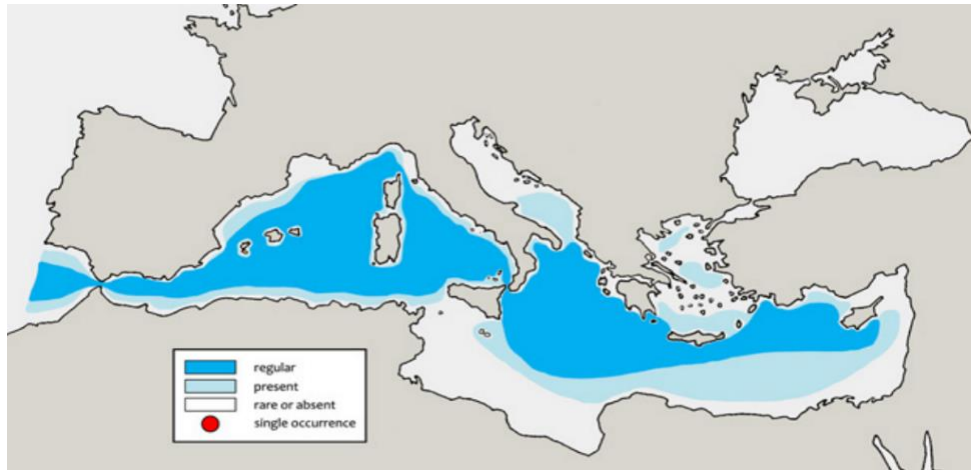 regular
present
rare or absent
single occurrence